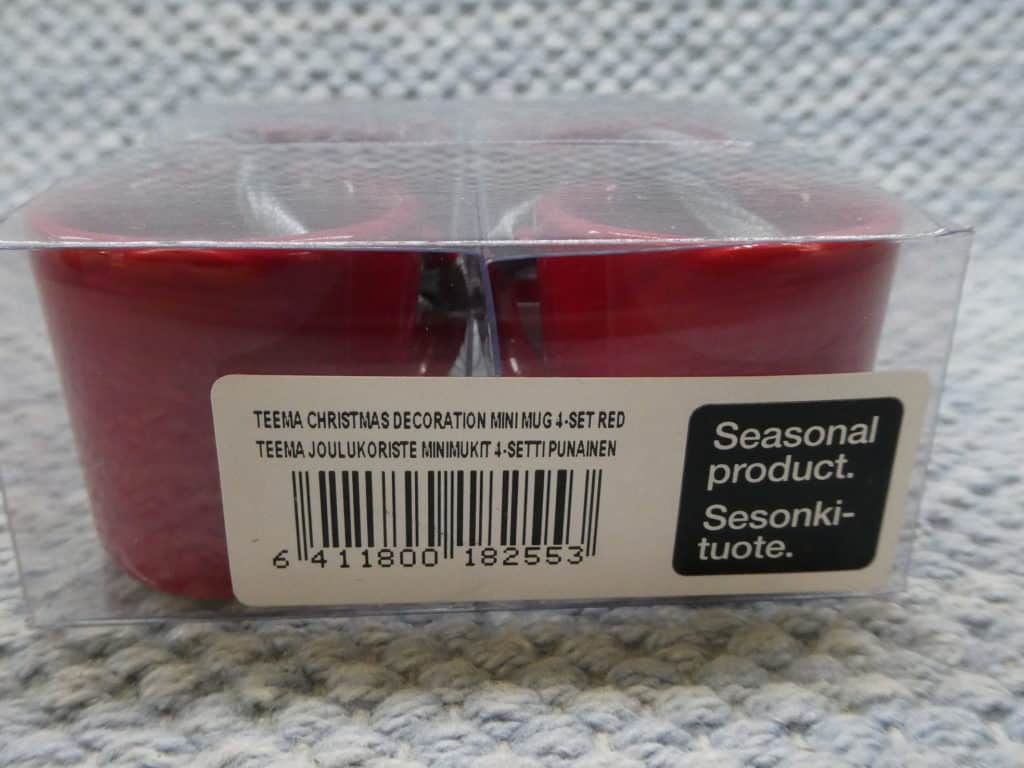 TEEMA CHRISTMAS DECORATION MINI MUG 4-SET RED
TEEMA JOULUKORISTE MINIMUKIT 4-SETTI PUNAINEN
6 411800 182553
Seasonal
product.
Sesonki-
tuote.